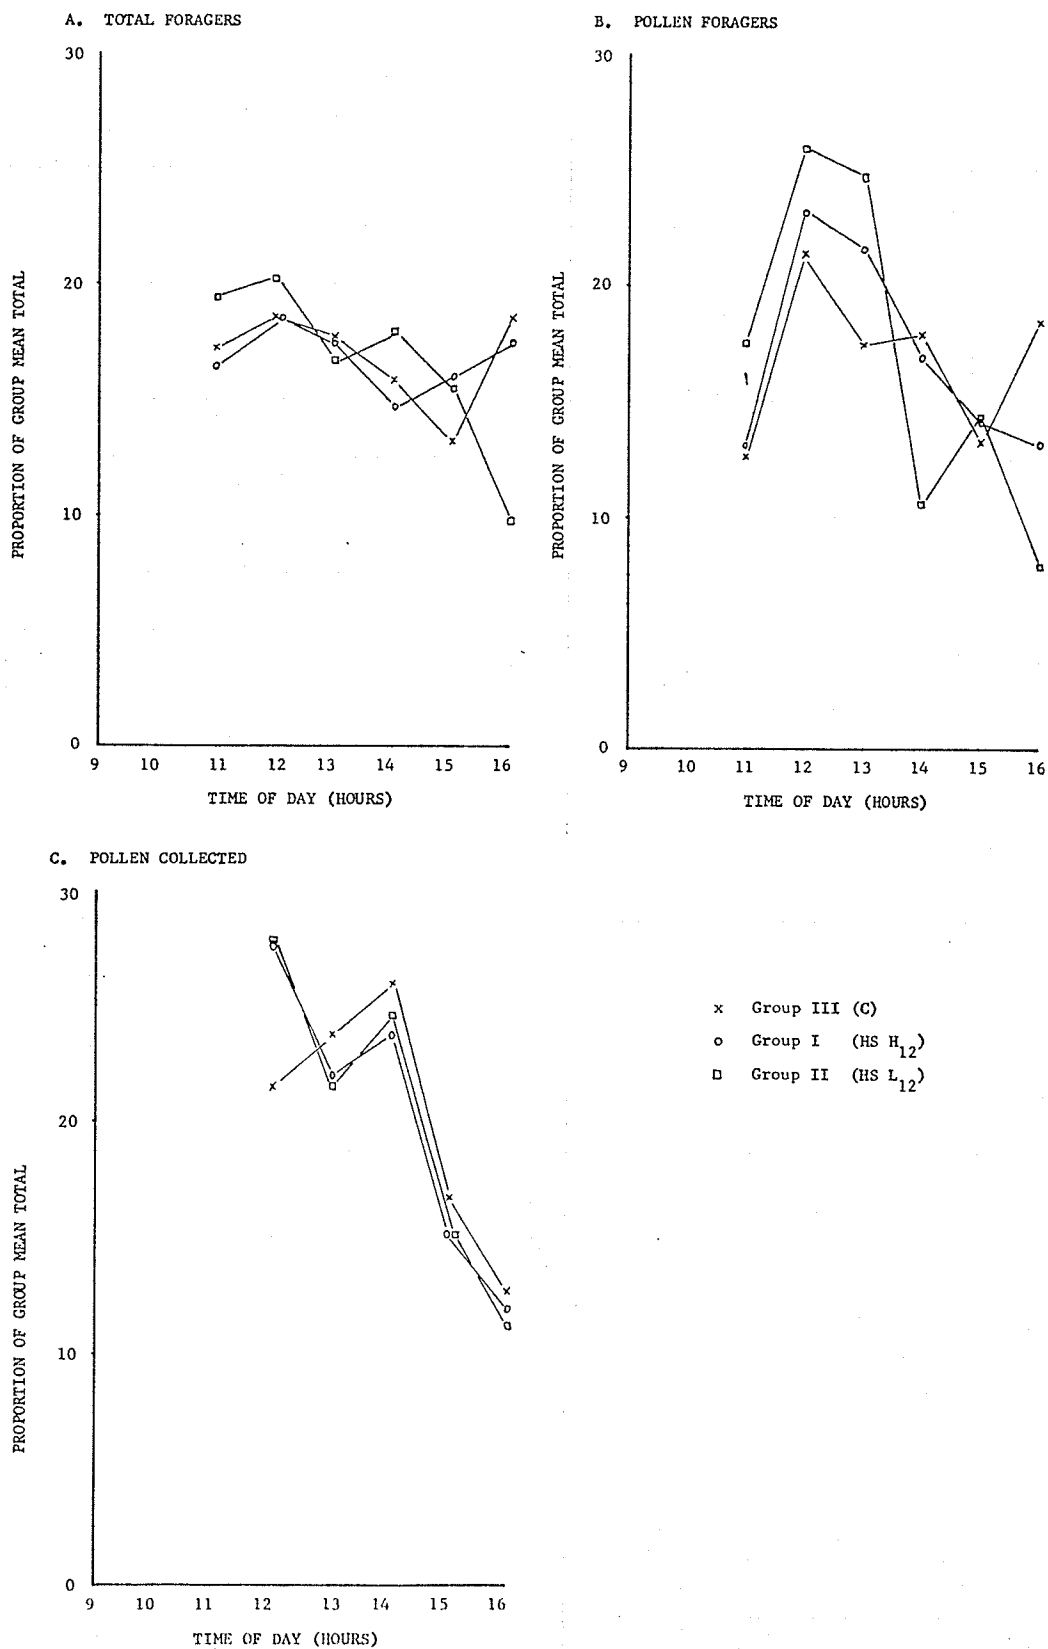 A. TOTAL FORAGERS
30
20
10
0
PROPORTION OF GROUP MEAN TOTAL
9 10 11 12 13 14 15 16
TIME OF DAY (HOURS)
B. POLLEN FORAGERS
30
20
10
0
PROPORTION OF GROUP MEAN TOTAL
9 10 11 12 13 14 15 16
TIME OF DAY (HOURS)
C. POLLEN COLLECTED
30
20
10
0
PROPORTION OF GROUP MEAN TOTAL
9 10 11 12 13 14 15 16
TIME OF DAY (HOURS)
x Group III (C)
o Group I (HS H12)
□ Group II (HS L12)